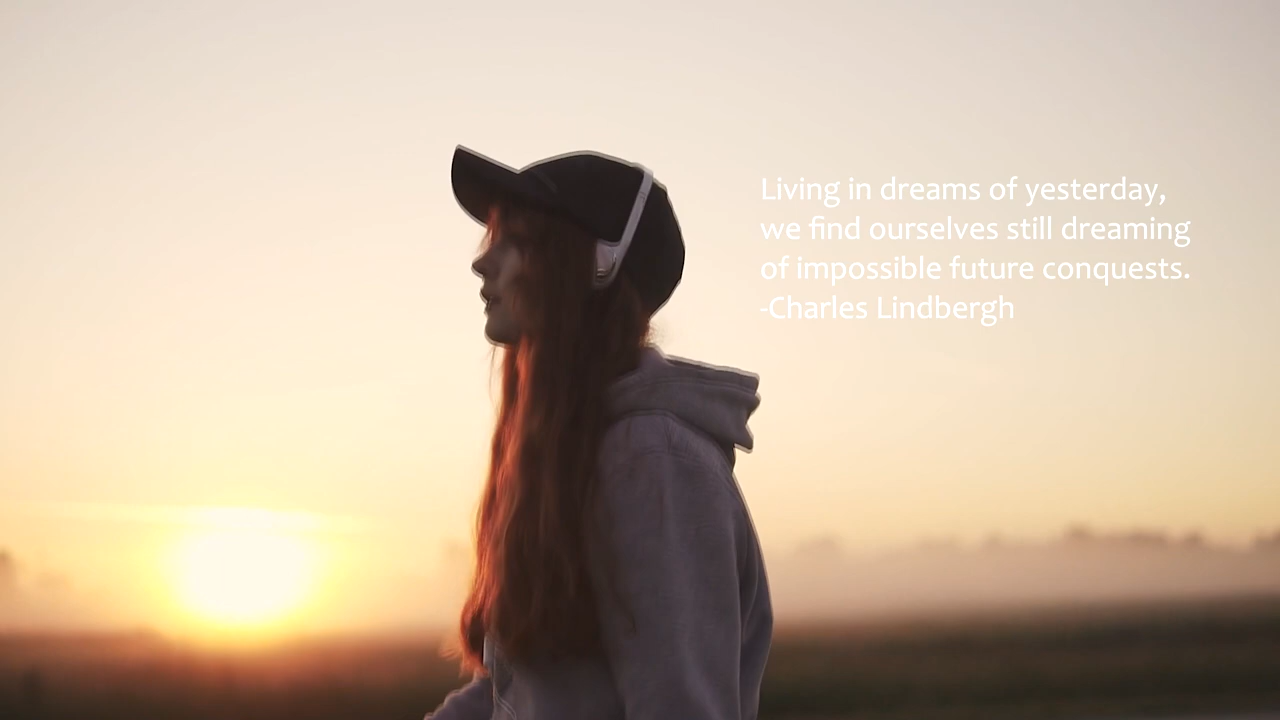 Living in dreams of yesterday,
we find ourselves still dreaming
of impossible future conquests.
-Charles Lindbergh